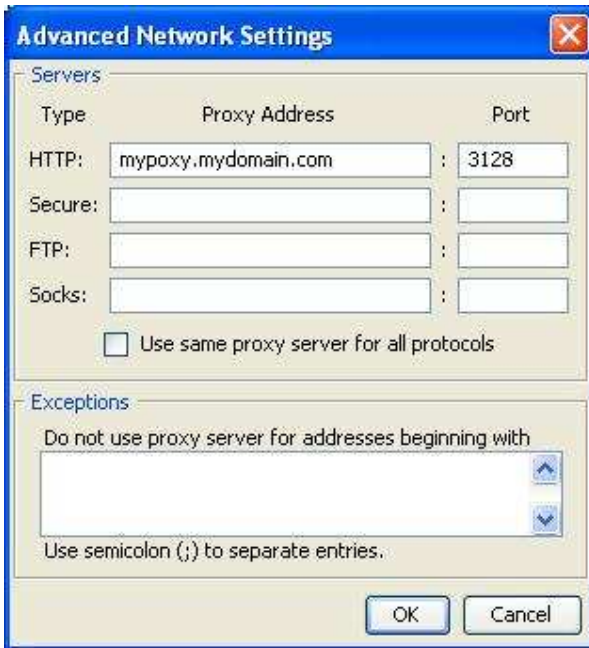 Advanced Network Settings
Servers
Type Proxy Address Port
HTTP: mypoxy.mydomain.com : 3128
Secure: :
FTP: :
Socks: :
Use same proxy server for all protocols
Exceptions
Do not use proxy server for addresses beginning with
Use semicolon (;) to separate entries.
OK Cancel